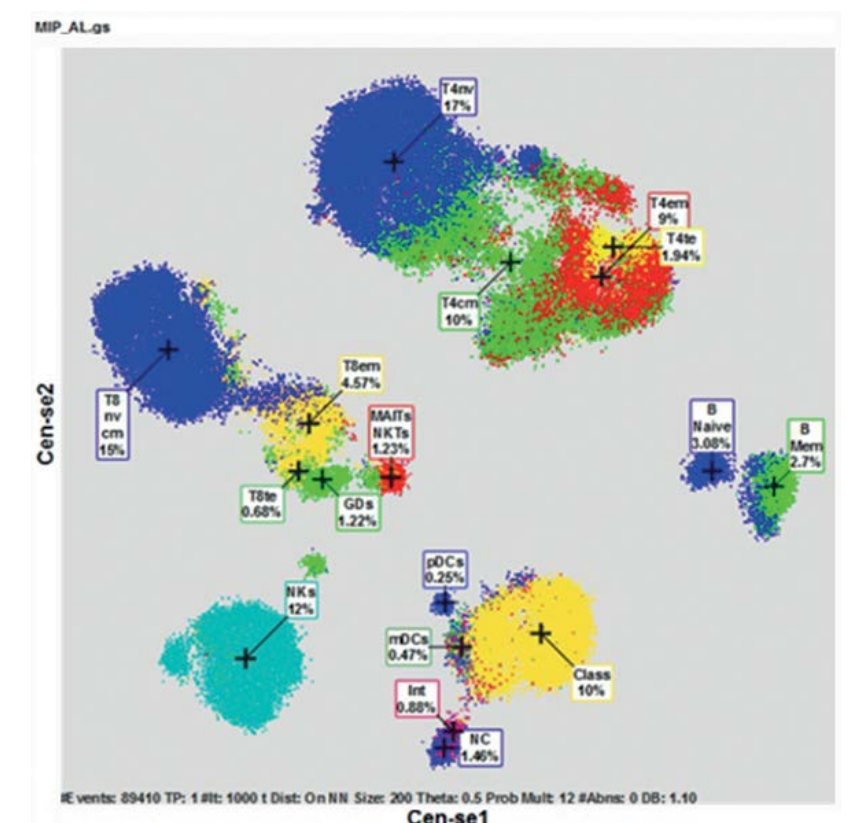 MIP_AL.gs
T4nv
17%
T4em
9%
T4te
1.94%
T4cm
10%
T8em
4.57%
T8
nv
cm
15%
MAITs
NKTs
1.23%
B
Naive
3.08%
B
Mem
2.7%
T8te
0.68%
GDs
1.22%
pDCs
0.25%
NKs
12%
mDCs
0.47%
Class
10%
Int
0.88%
NC
1.46%
Cen-se2
#Events: 89410 TP: 1 #It: 1000 t Dist: On NN Size: 200 Theta: 0.5 Prob Mult: 12 #Abns: 0 DB: 1.10
Cen-se1